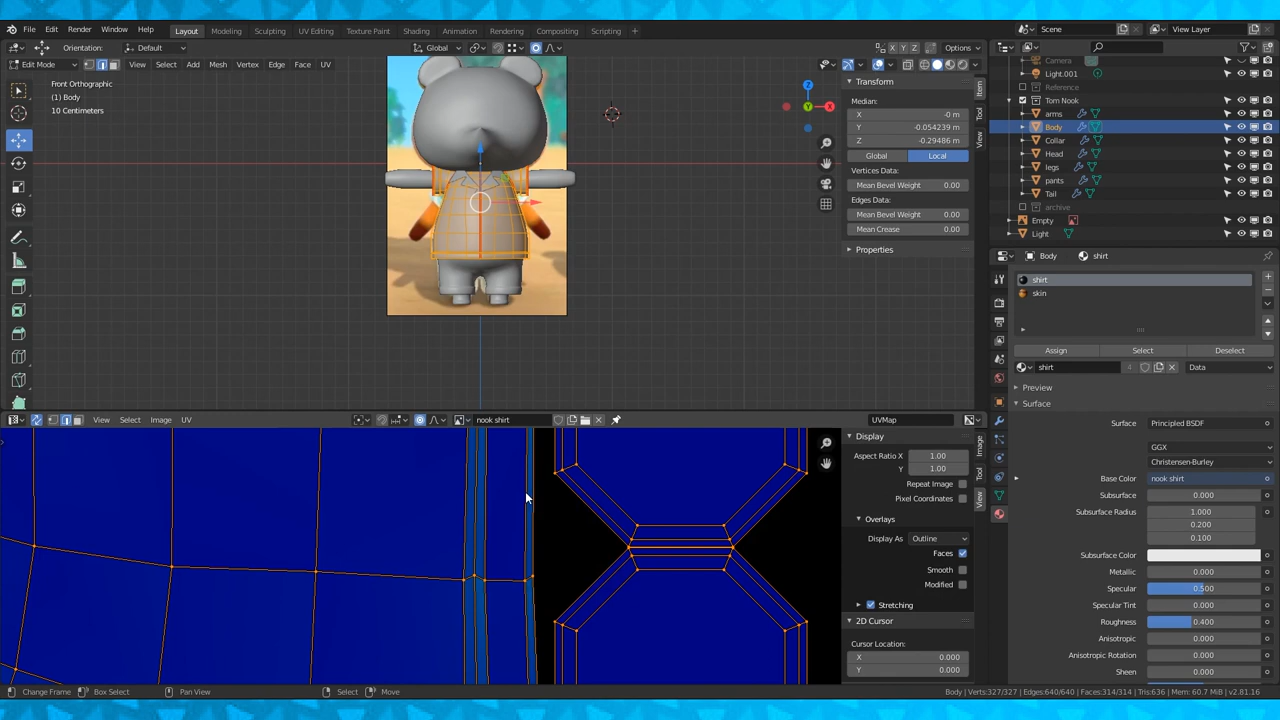 File Edit Render Window Help Layout Modeling Sculpting UV Editing Texture Paint Shading Animation Rendering Compositing Scripting + Scene View Layer
Orientation: Default Global X Y Z Options
Edit Mode View Select Add Mesh Vertex Edge Face UV
Front Orthographic
(1) Body
10 Centimeters
Z
X
Y
Transform
Median:
X -0 m
Y -0.054239 m
Z -0.29486 m
Global Local
Vertices Data:
Mean Bevel Weight 0.00
Edges Data:
Mean Bevel Weight 0.00
Mean Crease 0.00
Properties
Item
Tool
View
Camera
Light.001
Reference
Tom Nook
arms
Body
Collar
Head
legs
pants
Tail
archive
Empty
Light
Body shirt
shirt
skin
Assign Select Deselect
shirt 4 Data
Preview
Surface
Surface Principled BSDF
GGX
Christensen-Burley
Base Color nook shirt
Subsurface 0.000
Subsurface Radius 1.000
0.200
0.100
Subsurface Color
Metallic 0.000
Specular 0.500
Specular Tint 0.000
Roughness 0.400
Anisotropic 0.000
Anisotropic Rotation 0.000
Sheen 0.000
View Select Image UV nook shirt UVMap
Display
Aspect Ratio X 1.00
Y 1.00
Repeat Image
Pixel Coordinates
Overlays
Display As Outline
Faces
Smooth
Modified
Stretching
2D Cursor
Cursor Location:
X 0.000
Y 0.000
Image
Tool
View
Change Frame Box Select Pan View Select Move Body | Verts:327/327 | Edges:640/640 | Faces:314/314 | Tris:636 | Mem: 60.7 MiB | v2.81.16